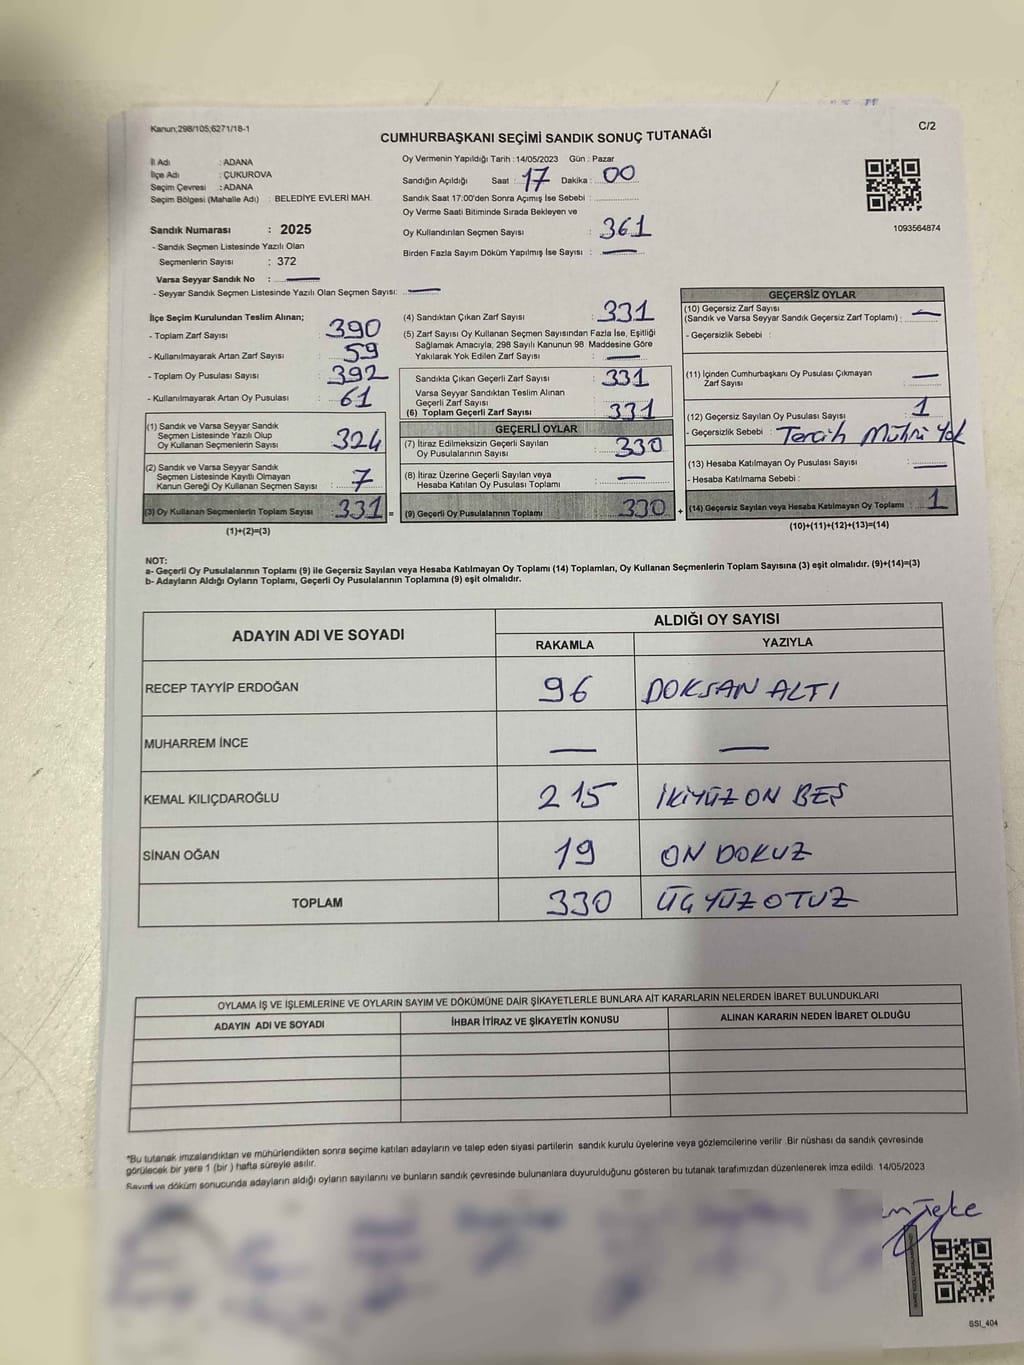 Kanun;298/105;6271/18-1
C/2
CUMHURBAŞKANI SEÇİMİ SANDIK SONUÇ TUTANAĞI
İl Adı : ADANA
İlçe Adı : ÇUKUROVA
Seçim Çevresi : ADANA
Seçim Bölgesi (Mahalle Adı) : BELEDİYE EVLERİ MAH.
Sandık Numarası : 2025
- Sandık Seçmen Listesinde Yazılı Olan
Seçmenlerin Sayısı : 372
Varsa Seyyar Sandık No : —
- Seyyar Sandık Seçmen Listesinde Yazılı Olan Seçmen Sayısı: —
Oy Vermenin Yapıldığı Tarih : 14/05/2023 Gün : Pazar
Sandığın Açıldığı Saat : 17 Dakika : 00
Sandık Saat 17:00'den Sonra Açımış İse Sebebi :
Oy Verme Saati Bitiminde Sırada Bekleyen ve
Oy Kullandırılan Seçmen Sayısı : 361
Birden Fazla Sayım Döküm Yapılmış İse Sayısı : —
1093564874
İlçe Seçim Kurulundan Teslim Alınan;
- Toplam Zarf Sayısı : 390
- Kullanılmayarak Artan Zarf Sayısı : 59
- Toplam Oy Pusulası Sayısı : 392
- Kullanılmayarak Artan Oy Pusulası : 61
(1) Sandık ve Varsa Seyyar Sandık
Seçmen Listesinde Yazılı Olup
Oy Kullanan Seçmenlerin Sayısı : 324
(2) Sandık ve Varsa Seyyar Sandık
Seçmen Listesinde Kayıtlı Olmayan
Kanun Gereği Oy Kullanan Seçmen Sayısı : 7
(3) Oy Kullanan Seçmenlerin Toplam Sayısı : 331 =
(1)+(2)=(3)
(4) Sandıktan Çıkan Zarf Sayısı : 331
(5) Zarf Sayısı Oy Kullanan Seçmen Sayısından Fazla İse, Eşitliği
Sağlamak Amacıyla, 298 Sayılı Kanunun 98 Maddesine Göre
Yakılarak Yok Edilen Zarf Sayısı : —
Sandıkta Çıkan Geçerli Zarf Sayısı : 331
Varsa Seyyar Sandıktan Teslim Alınan
Geçerli Zarf Sayısı :
(6) Toplam Geçerli Zarf Sayısı : 331
GEÇERLİ OYLAR
(7) İtiraz Edilmeksizin Geçerli Sayılan
Oy Pusulalarının Sayısı : 330
(8) İtiraz Üzerine Geçerli Sayılan veya
Hesaba Katılan Oy Pusulası Toplamı : —
(9) Geçerli Oy Pusulalarının Toplamı : 330 +
GEÇERSİZ OYLAR
(10) Geçersiz Zarf Sayısı
(Sandık ve Varsa Seyyar Sandık Geçersiz Zarf Toplamı) : —
- Geçersizlik Sebebi :
(11) İçinden Cumhurbaşkanı Oy Pusulası Çıkmayan
Zarf Sayısı : —
(12) Geçersiz Sayılan Oy Pusulası Sayısı : 1
- Geçersizlik Sebebi : Tercih Mührü Yok
(13) Hesaba Katılmayan Oy Pusulası Sayısı : —
- Hesaba Katılmama Sebebi :
(14) Geçersiz Sayılan veya Hesaba Katılmayan Oy Toplamı : 1
(10)+(11)+(12)+(13)=(14)
NOT:
a- Geçerli Oy Pusulalarının Toplamı (9) ile Geçersiz Sayılan veya Hesaba Katılmayan Oy Toplamı (14) Toplamları, Oy Kullanan Seçmenlerin Toplam Sayısına (3) eşit olmalıdır. (9)+(14)=(3)
b- Adayların Aldığı Oyların Toplamı, Geçerli Oy Pusulalarının Toplamına (9) eşit olmalıdır.
ADAYIN ADI VE SOYADI
ALDIĞI OY SAYISI
RAKAMLA YAZIYLA
RECEP TAYYİP ERDOĞAN 96 DOKSAN ALTI
MUHARREM İNCE — —
KEMAL KILIÇDAROĞLU 215 İKİYÜZ ON BEŞ
SİNAN OĞAN 19 ON DOKUZ
TOPLAM 330 ÜÇ YÜZ OTUZ
OYLAMA İŞ VE İŞLEMLERİNE VE OYLARIN SAYIM VE DÖKÜMÜNE DAİR ŞİKAYETLERLE BUNLARA AİT KARARLARIN NELERDEN İBARET BULUNDUKLARI
ADAYIN ADI VE SOYADI İHBAR İTİRAZ VE ŞİKAYETİN KONUSU ALINAN KARARIN NEDEN İBARET OLDUĞU
*Bu tutanak imzalandıktan ve mühürlendikten sonra seçime katılan adayların ve talep eden siyasi partilerin sandık kurulu üyelerine veya gözlemcilerine verilir .Bir nüshası da sandık çevresinde
görülecek bir yere 1 (bir ) hafta süreyle asılır.
Sayım ve döküm sonucunda adayların aldığı oyların sayılarını ve bunların sandık çevresinde bulunanlara duyurulduğunu gösteren bu tutanak tarafımızdan düzenlenerek imza edildi. 14/05/2023
Teke
SSI_404